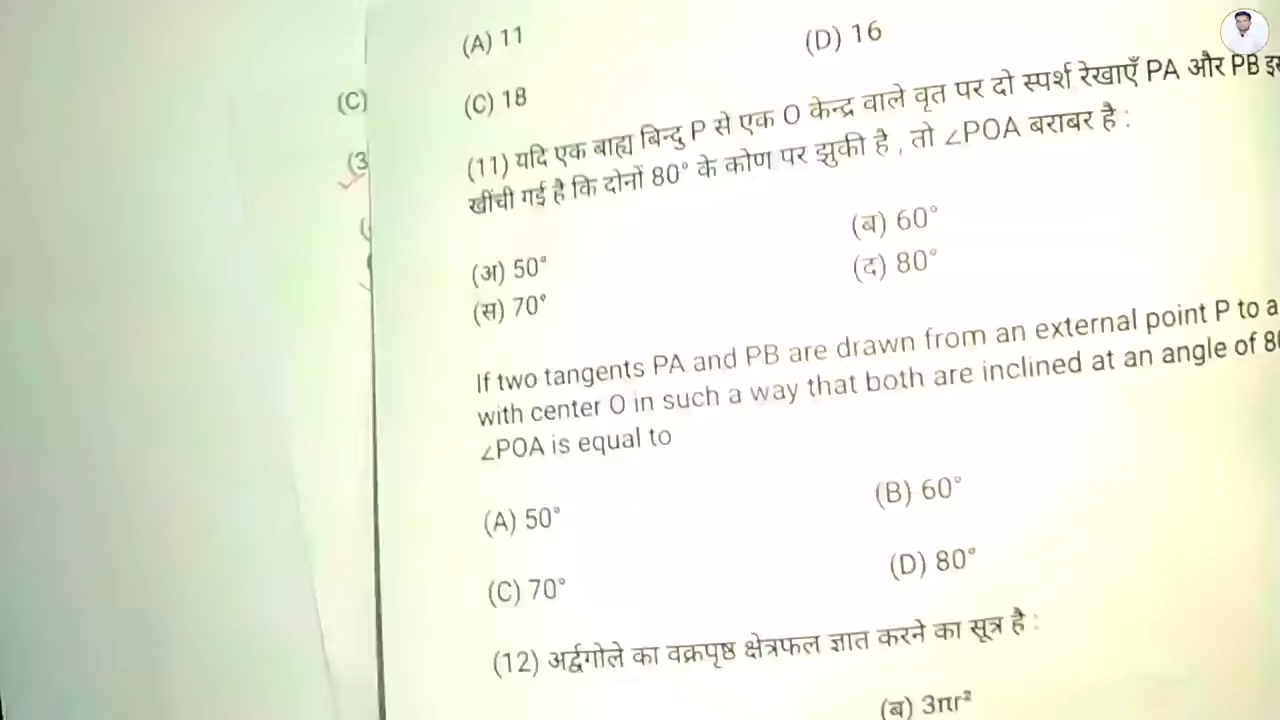 (A) 11
(D) 16
(C)
(C) 18
(3
(11) यदि एक बाह्य बिन्दु P से एक O केन्द्र वाले वृत पर दो स्पर्श रेखाएँ PA और PB
खींची गई है कि दोनों 80° के कोण पर झुकी है , तो ∠POA बराबर है :
(अ) 50°
(ब) 60°
(स) 70°
(द) 80°
If two tangents PA and PB are drawn from an external point P to a
with center O in such a way that both are inclined at an angle of
∠POA is equal to
(A) 50°
(B) 60°
(C) 70°
(D) 80°
(12) अर्द्वगोले का वक्रपृष्ठ क्षेत्रफल ज्ञात करने का सूत्र है :
(ब) 3πr²